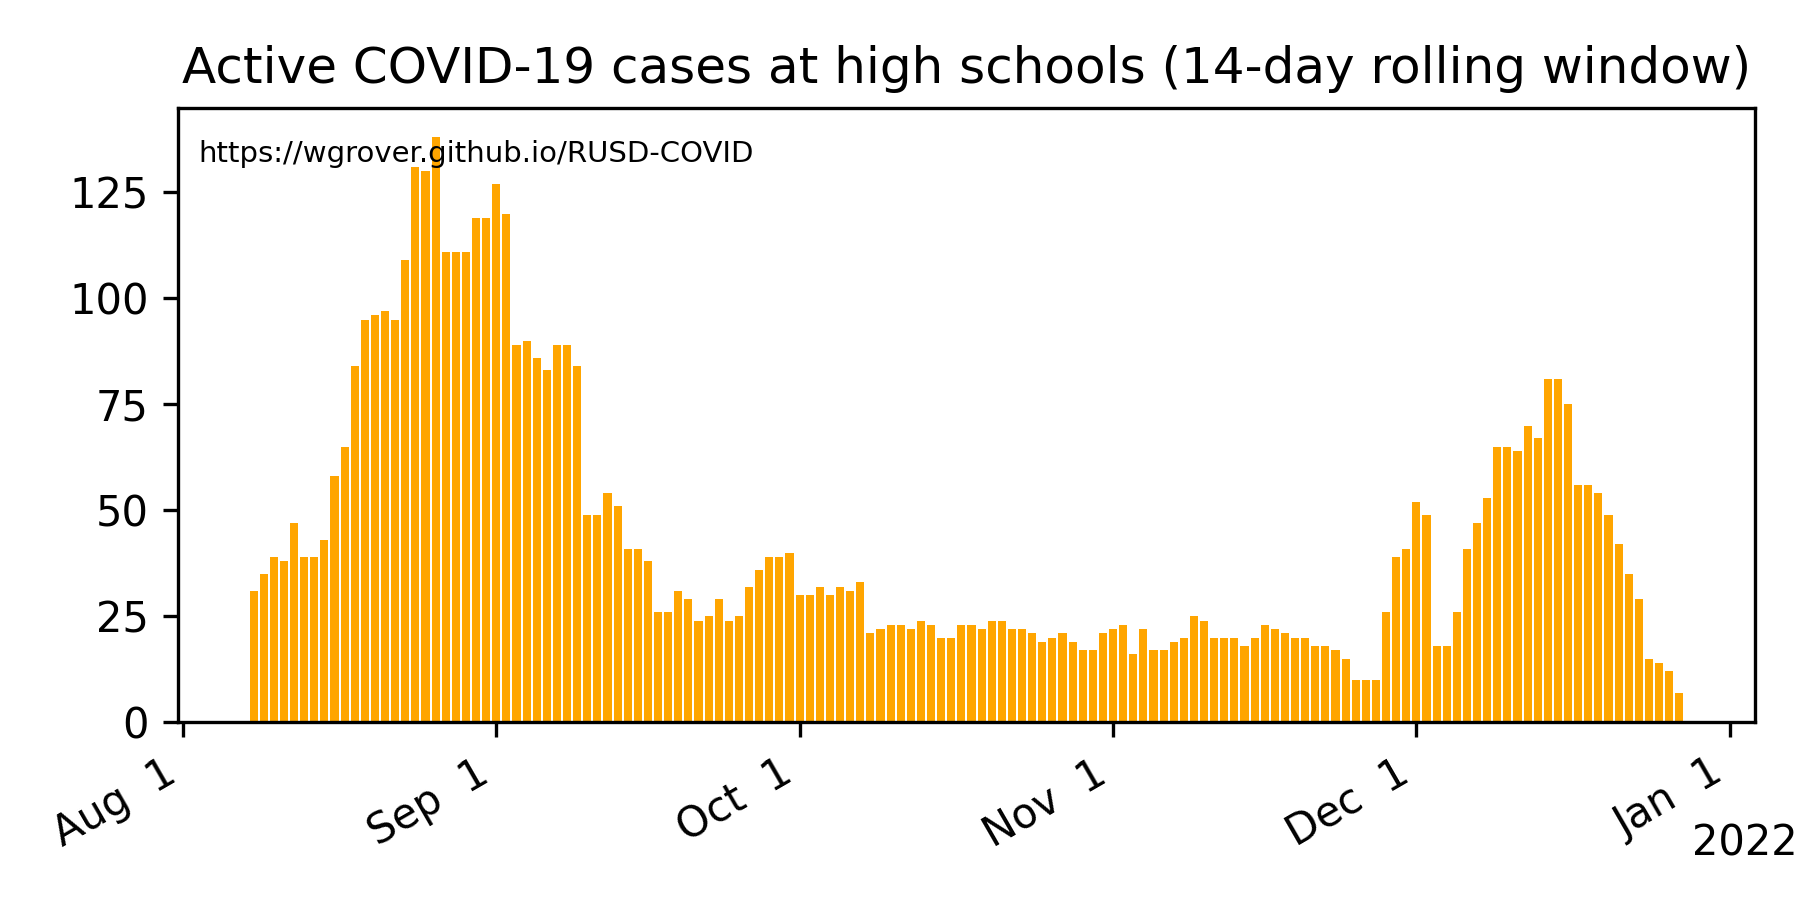 Active COVID-19 cases at high schools (14-day rolling window)
https://wgrover.github.io/RUSD-COVID
125
100
75
50
25
0
Aug 1
Sep 1
Oct 1
Nov 1
Dec 1
Jan 1
2022